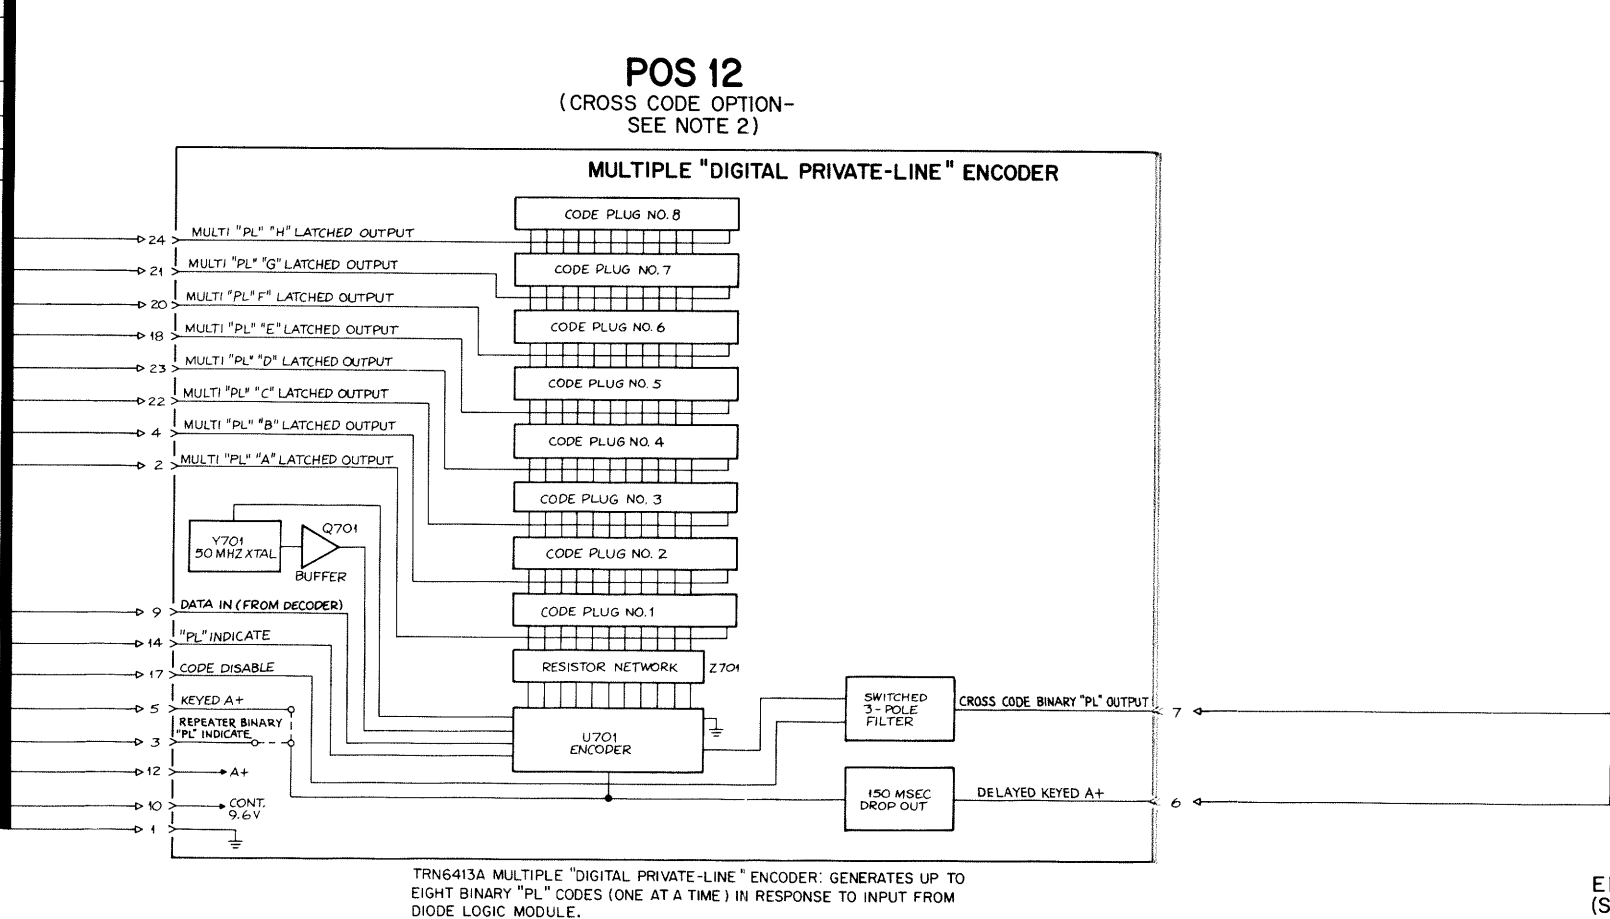 POS 12
(CROSS CODE OPTION-
SEE NOTE 2)
MULTIPLE "DIGITAL PRIVATE-LINE" ENCODER
CODE PLUG NO. 8
24 MULTI "PL" "H" LATCHED OUTPUT
21 MULTI "PL" "G" LATCHED OUTPUT
CODE PLUG NO. 7
20 MULTI "PL" F" LATCHED OUTPUT
18 MULTI "PL" "E" LATCHED OUTPUT
CODE PLUG NO. 6
23 MULTI "PL" "D" LATCHED OUTPUT
CODE PLUG NO. 5
22 MULTI "PL" "C" LATCHED OUTPUT
4 MULTI "PL" "B" LATCHED OUTPUT
CODE PLUG NO. 4
2 MULTI "PL" "A" LATCHED OUTPUT
CODE PLUG NO. 3
Y701
50 MHZ XTAL
Q701
BUFFER
CODE PLUG NO. 2
9 DATA IN (FROM DECODER)
CODE PLUG NO. 1
14 "PL" INDICATE
17 CODE DISABLE
RESISTOR NETWORK Z701
5 KEYED A+
3 REPEATER BINARY
"PL" INDICATE
U701
ENCODER
SWITCHED
3-POLE
FILTER
CROSS CODE BINARY "PL" OUTPUT 7
12 A+
10 CONT.
9.6V
1
150 MSEC
DROP OUT
DELAYED KEYED A+ 6
TRN6413A MULTIPLE "DIGITAL PRIVATE-LINE" ENCODER: GENERATES UP TO
EIGHT BINARY "PL" CODES (ONE AT A TIME) IN RESPONSE TO INPUT FROM
DIODE LOGIC MODULE.
(S